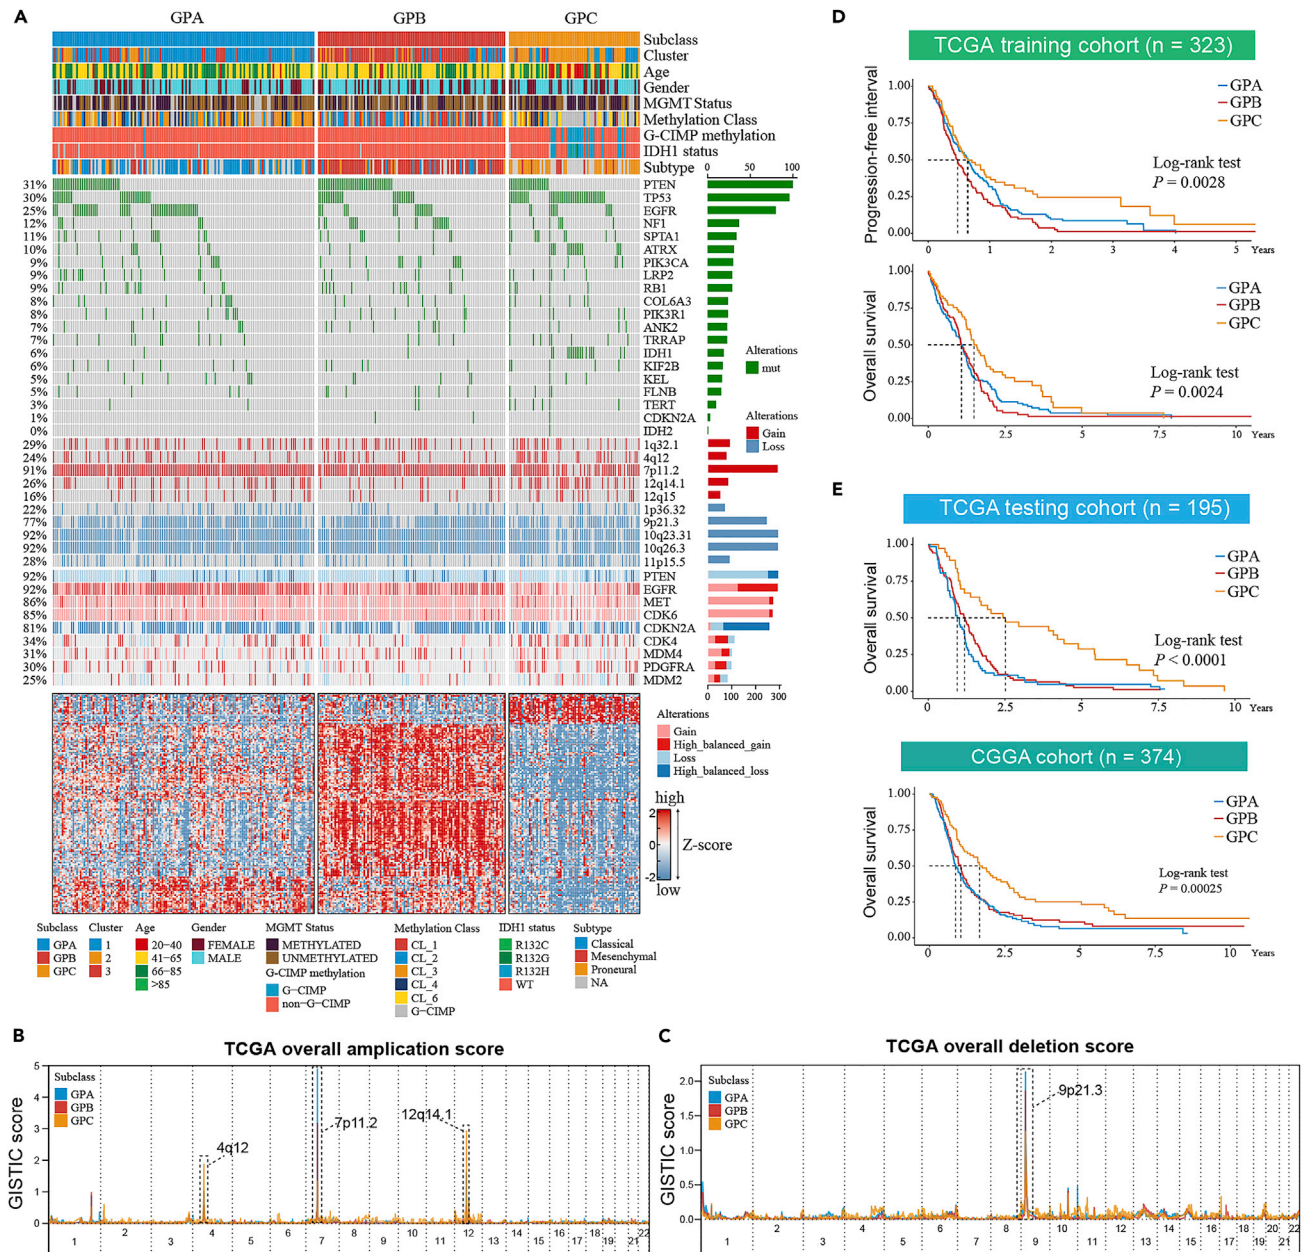 A
GPA
GPB
GPC
Subclass
Cluster
Age
Gender
MGMT Status
Methylation Class
G-CIMP methylation
IDH1 status
Subtype
0 20 40 60 80 100
31% PTEN
30% TP53
25% EGFR
12% NF1
11% SPTA1
10% ATRX
9% PIK3CA
9% LRP2
9% RB1
8% COL6A3
8% PIK3R1
7% ANK2
7% TRRAP
6% IDH1
6% KIF2B
5% KEL
5% FLNB
3% TERT
1% CDKN2A
0% IDH2
Alterations
mut
Alterations
Gain
Loss
29% 1q32.1
24% 4q12
91% 7p11.2
26% 12q14.1
16% 12q15
22% 1p36.32
77% 9p21.3
92% 10q23.31
92% 10q26.3
28% 11p15.5
92% PTEN
92% EGFR
86% MET
85% CDK6
81% CDKN2A
34% CDK4
31% MDM4
30% PDGFRA
25% MDM2
0 100 200 300
Alterations
Gain
High_balanced_gain
Loss
High_balanced_loss
high
2
0
-2
low
Z-score
Subclass
GPA
GPB
GPC
Cluster
1
2
3
Age
20-40
41-65
66-85
>85
Gender
FEMALE
MALE
MGMT Status
METHYLATED
UNMETHYLATED
G-CIMP methylation
G-CIMP
non-G-CIMP
Methylation Class
CL_1
CL_2
CL_3
CL_4
CL_6
G-CIMP
IDH1 status
R132C
R132G
R132H
WT
Subtype
Classical
Mesenchymal
Proneural
NA
D
TCGA training cohort (n = 323)
Progression-free interval
1.00
0.75
0.50
0.25
0.00
GPA
GPB
GPC
Log-rank test
P = 0.0028
0 1 2 3 4 5 Years
Overall survival
1.00
0.75
0.50
0.25
0.00
GPA
GPB
GPC
Log-rank test
P = 0.0024
0 2.5 5 7.5 10 Years
E
TCGA testing cohort (n = 195)
Overall survival
1.00
0.75
0.50
0.25
0.00
GPA
GPB
GPC
Log-rank test
P < 0.0001
0 2.5 5 7.5 10 Years
CGGA cohort (n = 374)
Overall survival
1.00
0.75
0.50
0.25
0.00
GPA
GPB
GPC
Log-rank test
P = 0.00025
0 2.5 5 7.5 10 Years
B
TCGA overall amplication score
GISTIC score
5
4
3
2
1
0
Subclass
GPA
GPB
GPC
4q12
7p11.2
12q14.1
1 2 3 4 5 6 7 8 9 10 11 12 13 14 15 16 17 18 19 20 21 22
C
TCGA overall deletion score
GISTIC score
2.0
1.5
1.0
0.5
0.0
Subclass
GPA
GPB
GPC
9p21.3
1 2 3 4 5 6 7 8 9 10 11 12 13 14 15 16 17 18 19 20 21 22